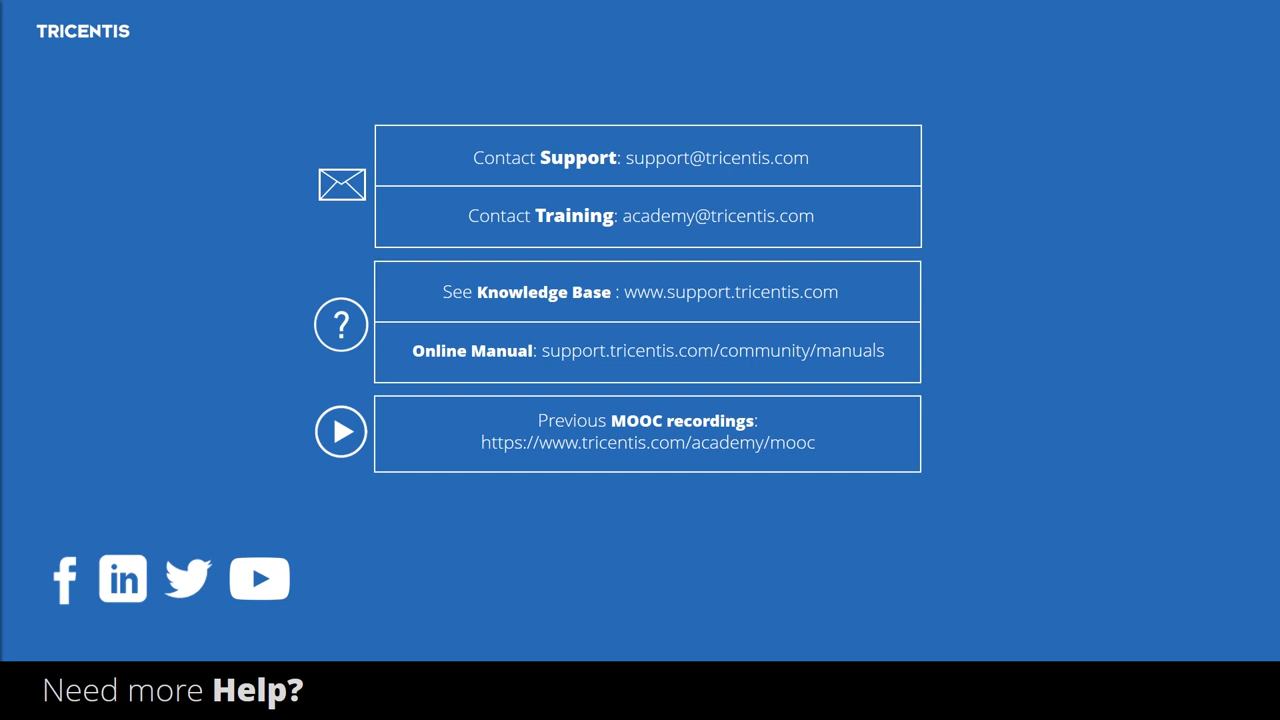 TRICENTIS
Contact Support: support@tricentis.com
Contact Training: academy@tricentis.com
See Knowledge Base : www.support.tricentis.com
?
Online Manual: support.tricentis.com/community/manuals
Previous MOOC recordings:
https://www.tricentis.com/academy/mooc
f in
Need more Help?